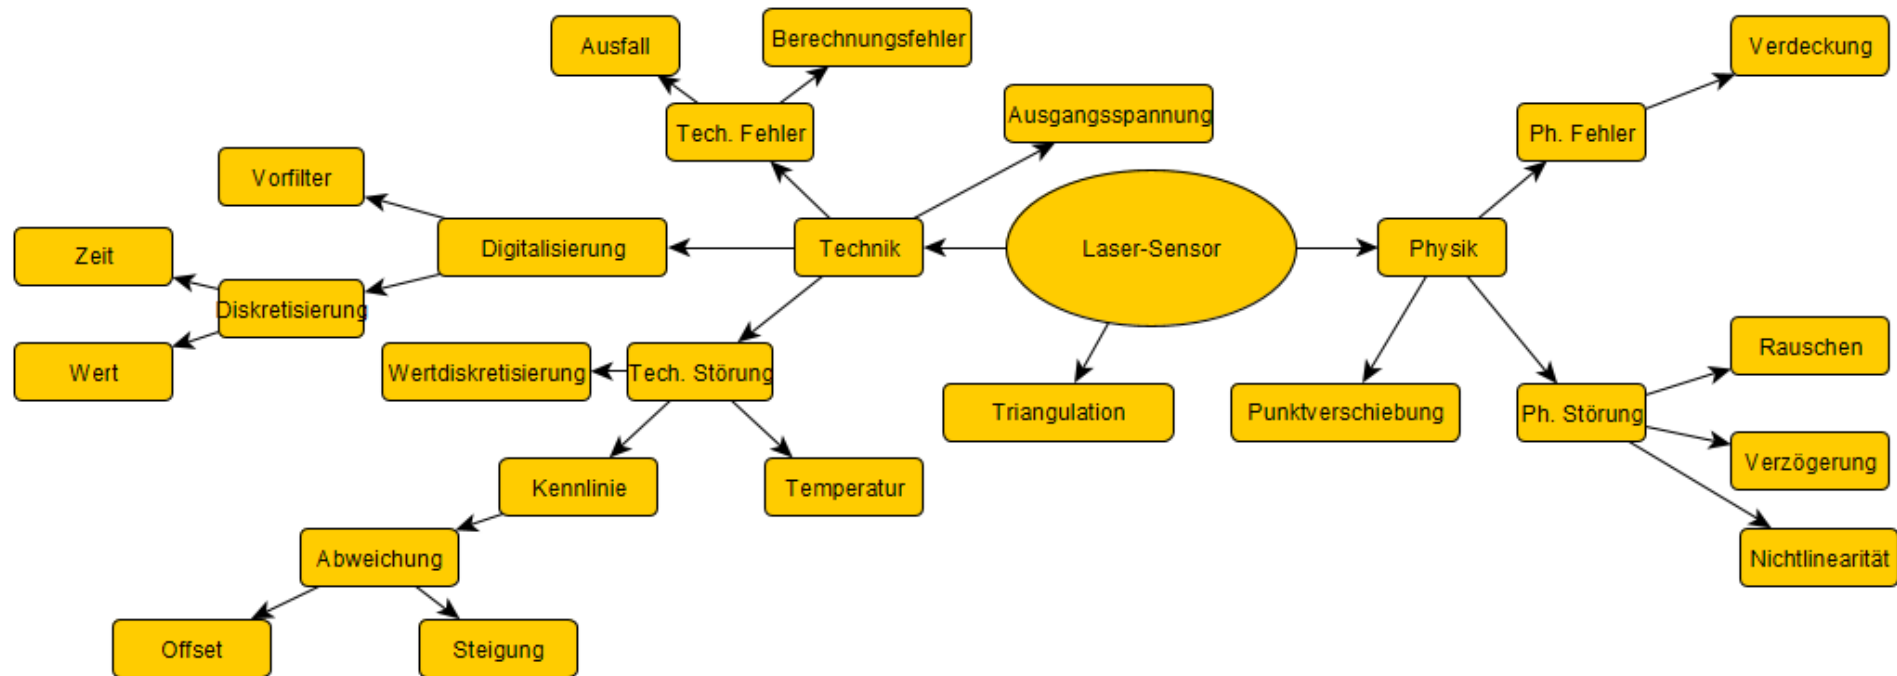 Ausfall
Berechnungsfehler
Verdeckung
Ausgangsspannung
Tech. Fehler
Ph. Fehler
Vorfilter
Zeit
Digitalisierung
Technik
Laser-Sensor
Physik
Diskretisierung
Rauschen
Wert
Wertdiskretisierung
Tech. Störung
Triangulation
Punktverschiebung
Ph. Störung
Verzögerung
Kennlinie
Temperatur
Abweichung
Nichtlinearität
Offset
Steigung